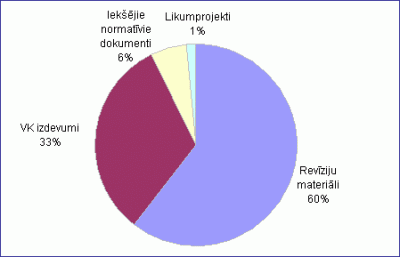 Iekšējie
normatīvie
dokumenti
6%
Likumprojekti
1%
VK izdevumi
33%
Revīziju
materiāli
60%